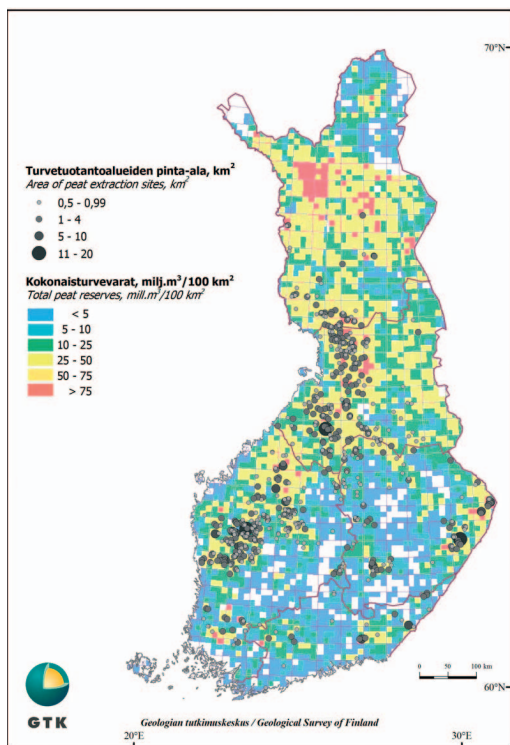 70°N
Turvetuotantoalueiden pinta-ala, km²
Area of peat extraction sites, km²
0,5 - 0,99
1 - 4
5 - 10
11 - 20
Kokonaisturvevarat, milj.m³/100 km²
Total peat reserves, mill.m³/100 km²
< 5
5 - 10
10 - 25
25 - 50
50 - 75
> 75
0 50 100 km
60°N
GTK
Geologian tutkimuskeskus / Geological Survey of Finland
20°E
30°E